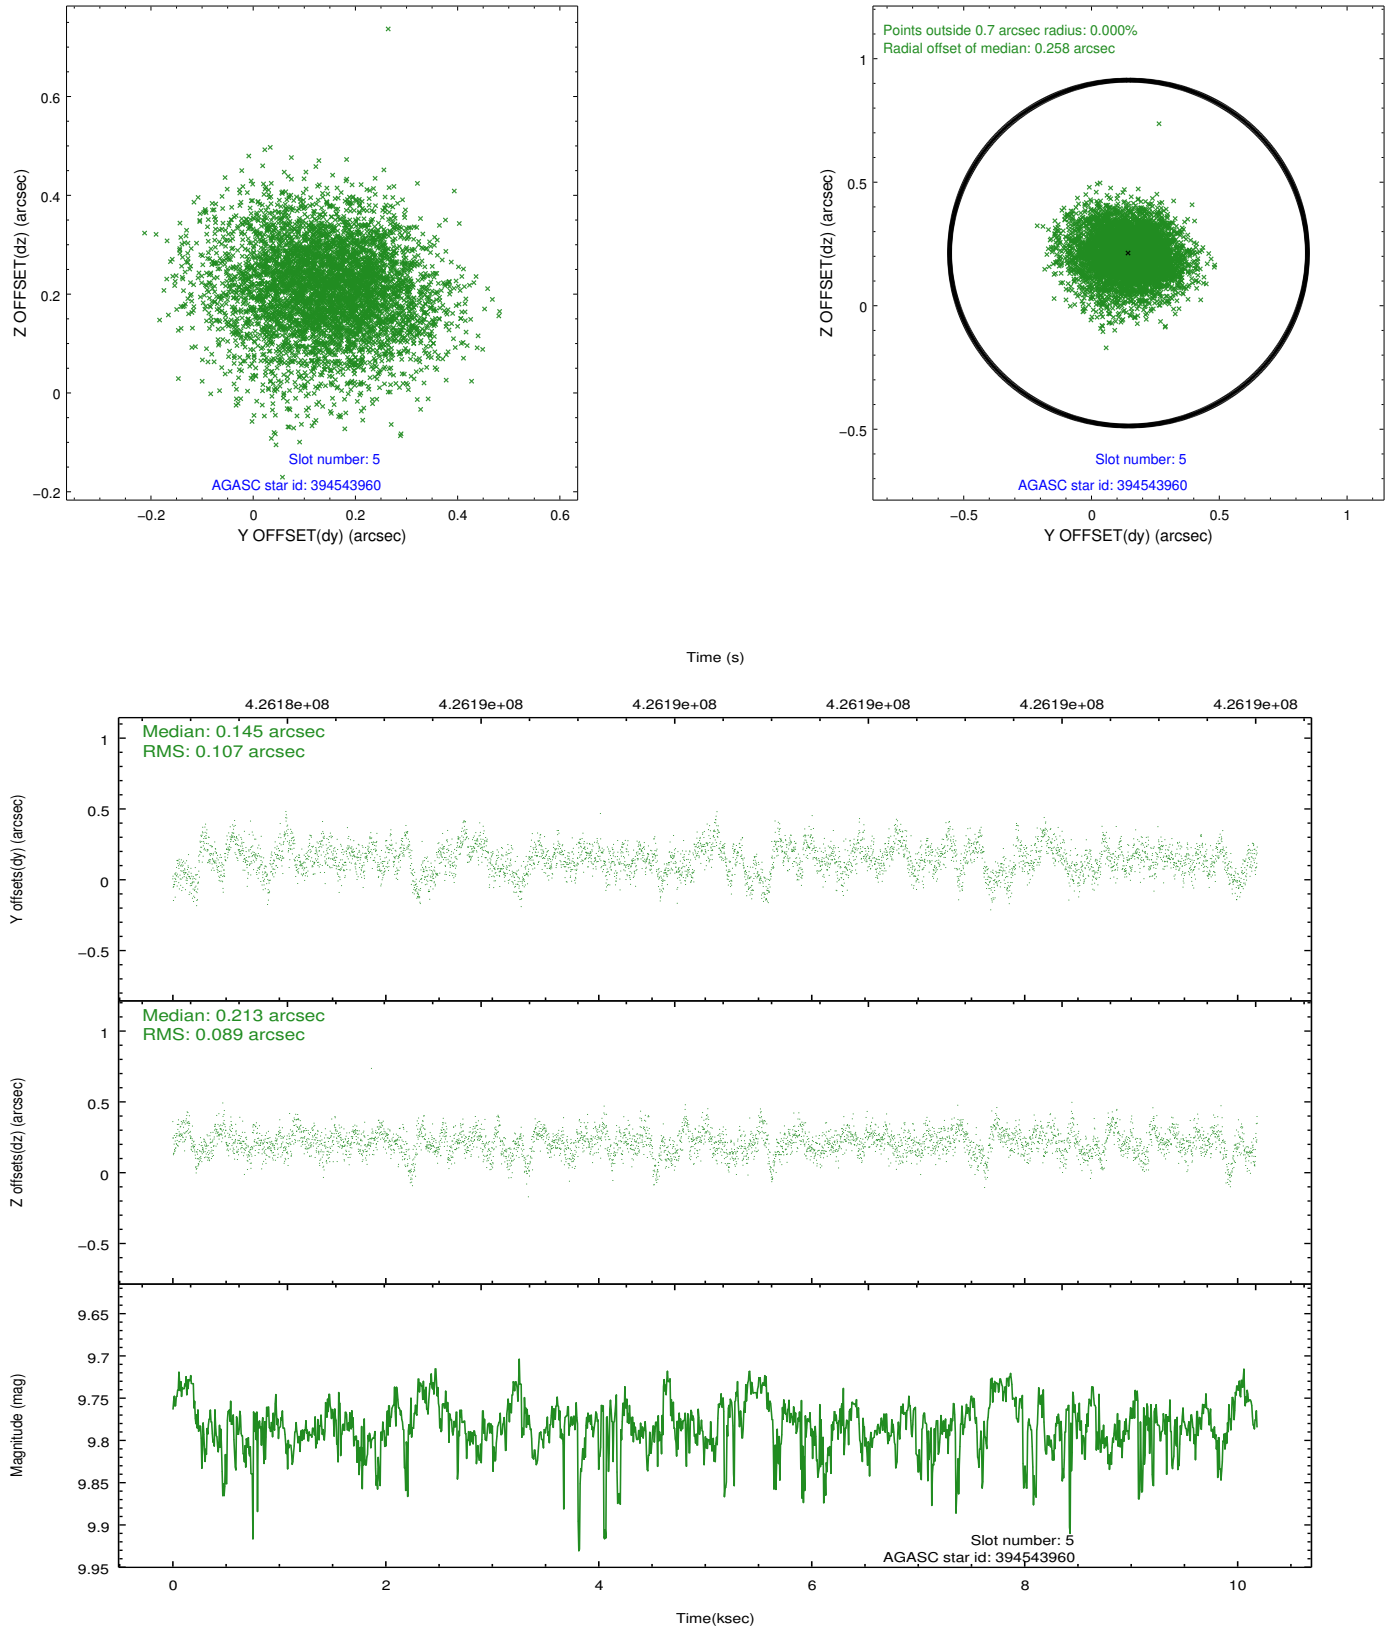 0.6
0.4
0.2
0
−0.2
Z OFFSET(dz) (arcsec)
Slot number: 5
AGASC star id: 394543960
−0.2 0 0.2 0.4 0.6
Y OFFSET(dy) (arcsec)
Points outside 0.7 arcsec radius: 0.000%
Radial offset of median: 0.258 arcsec
1
0.5
0
−0.5
Z OFFSET(dz) (arcsec)
Slot number: 5
AGASC star id: 394543960
−0.5 0 0.5 1
Y OFFSET(dy) (arcsec)
Time (s)
4.2618e+08 4.2619e+08 4.2619e+08 4.2619e+08 4.2619e+08 4.2619e+08
Median: 0.145 arcsec
RMS: 0.107 arcsec
1
0.5
0
−0.5
Y offsets(dy) (arcsec)
Median: 0.213 arcsec
RMS: 0.089 arcsec
1
0.5
0
−0.5
Z offsets(dz) (arcsec)
9.65
9.7
9.75
9.8
9.85
9.9
9.95
Magnitude (mag)
Slot number: 5
AGASC star id: 394543960
0 2 4 6 8 10
Time(ksec)